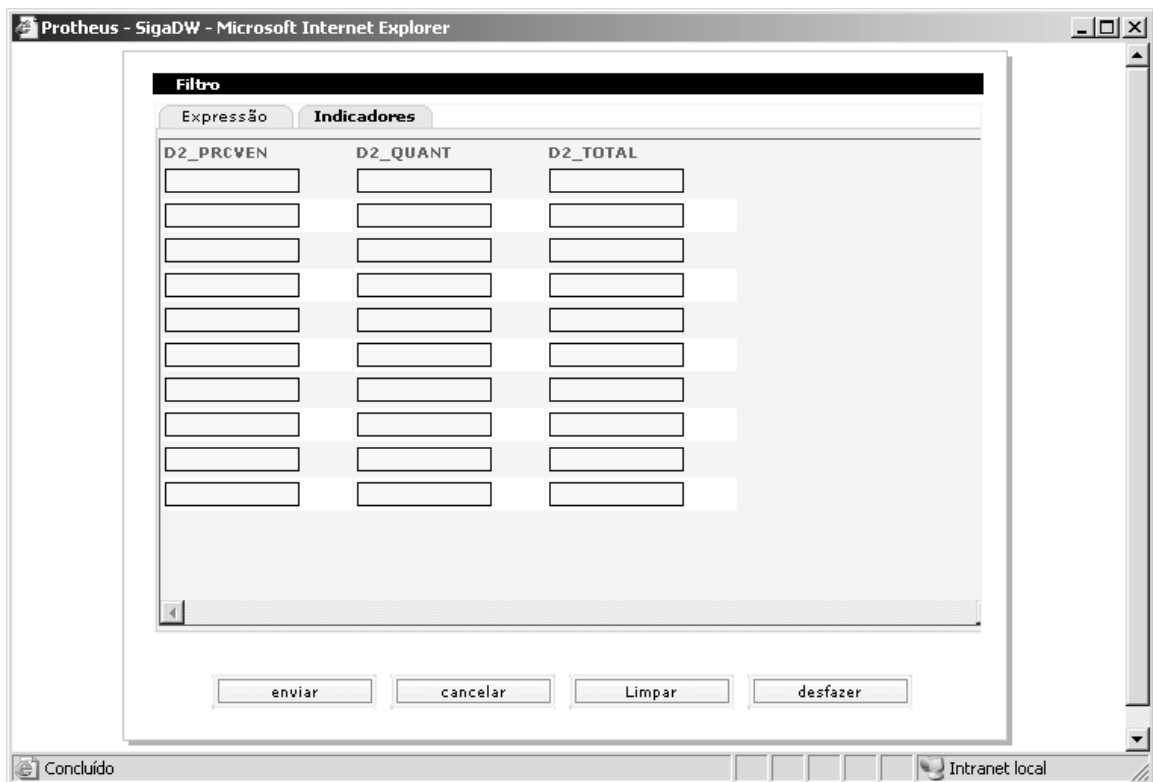 Protheus - SigaDW - Microsoft Internet Explorer
Filtro
Expressão Indicadores
D2_PRCVEN D2_QUANT D2_TOTAL
enviar cancelar Limpar desfazer
Concluído Intranet local